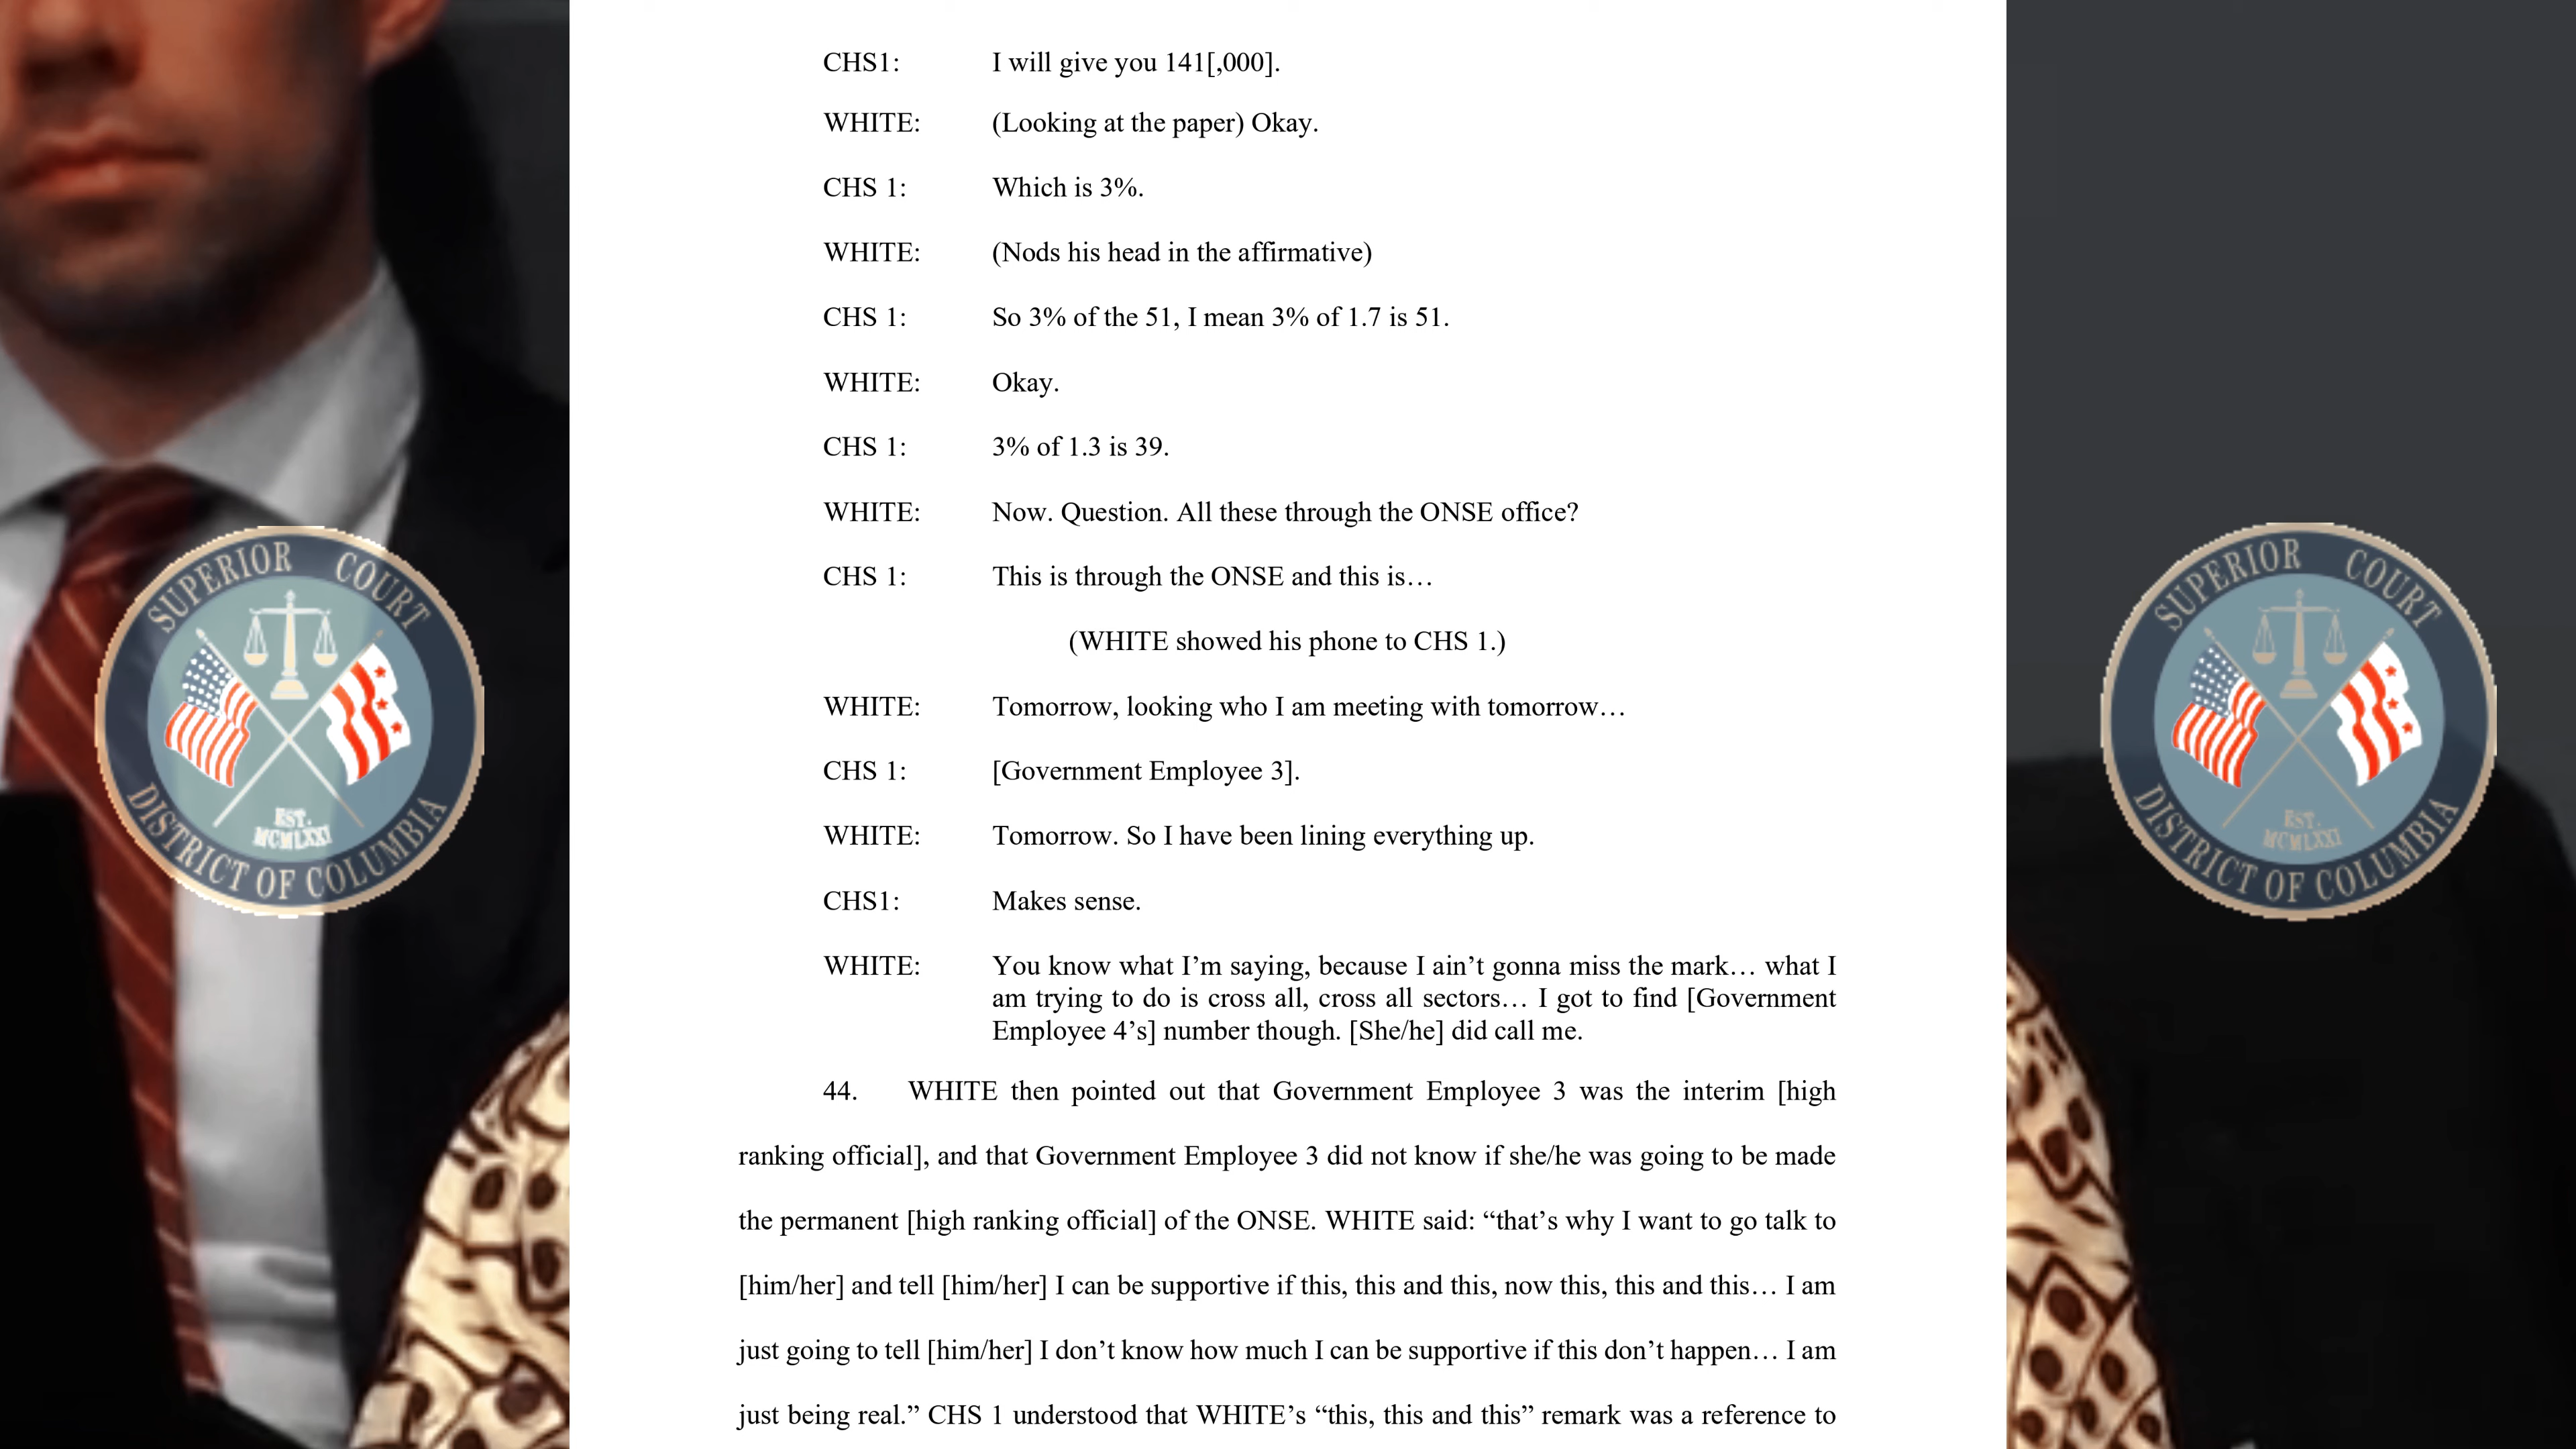 CHS1: I will give you 141[,000].
WHITE: (Looking at the paper) Okay.
CHS 1: Which is 3%.
WHITE: (Nods his head in the affirmative)
CHS 1: So 3% of the 51, I mean 3% of 1.7 is 51.
WHITE: Okay.
CHS 1: 3% of 1.3 is 39.
WHITE: Now. Question. All these through the ONSE office?
CHS 1: This is through the ONSE and this is…
(WHITE showed his phone to CHS 1.)
WHITE: Tomorrow, looking who I am meeting with tomorrow…
CHS 1: [Government Employee 3].
WHITE: Tomorrow. So I have been lining everything up.
CHS1: Makes sense.
WHITE: You know what I’m saying, because I ain’t gonna miss the mark… what I
am trying to do is cross all, cross all sectors… I got to find [Government
Employee 4’s] number though. [She/he] did call me.
44. WHITE then pointed out that Government Employee 3 was the interim [high
ranking official], and that Government Employee 3 did not know if she/he was going to be made
the permanent [high ranking official] of the ONSE. WHITE said: “that’s why I want to go talk to
[him/her] and tell [him/her] I can be supportive if this, this and this, now this, this and this… I am
just going to tell [him/her] I don’t know how much I can be supportive if this don’t happen… I am
just being real.” CHS 1 understood that WHITE’s “this, this and this” remark was a reference to
SUPERIOR COURT
DISTRICT OF COLUMBIA
EST.
MCMLXXI
SUPERIOR COURT
DISTRICT OF COLUMBIA
EST.
MCMLXXI